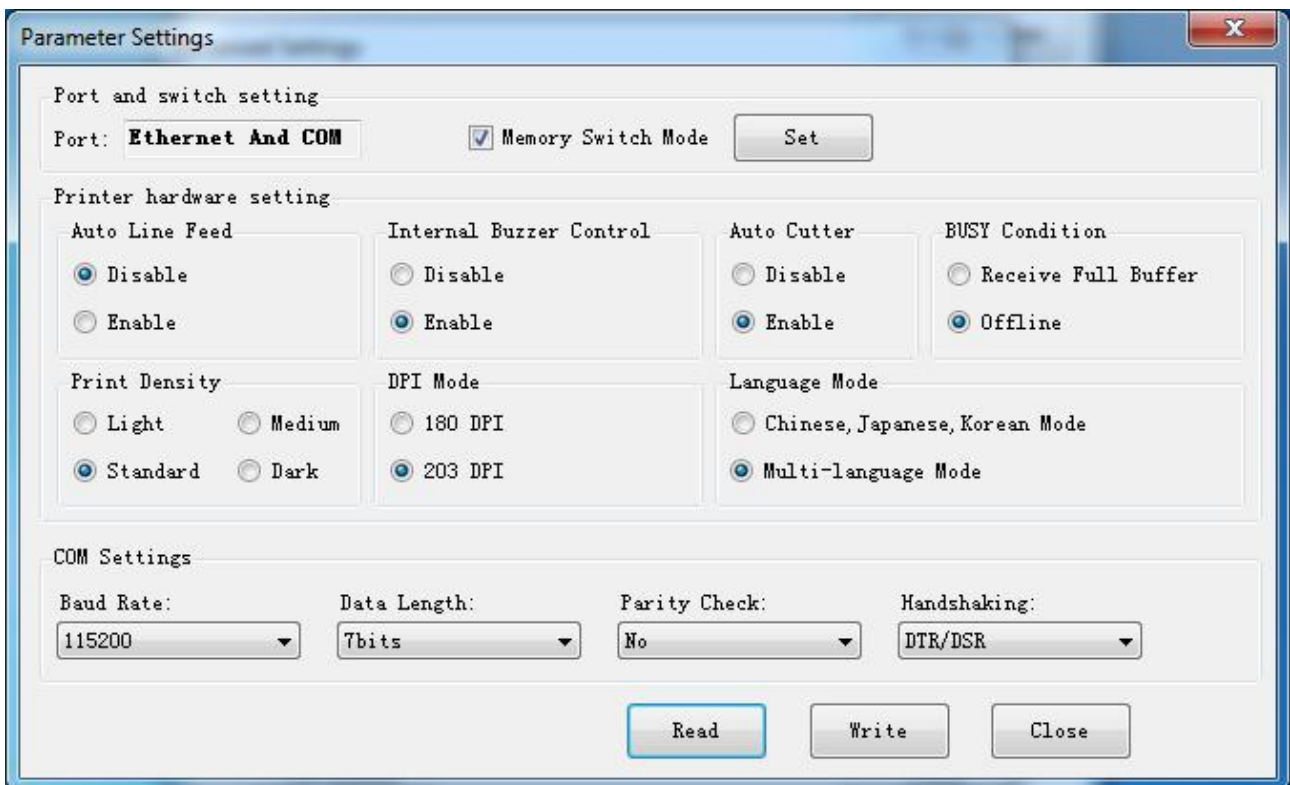 Parameter Settings
Port and switch setting
Port: Ethernet And COM Memory Switch Mode Set
Printer hardware setting
Auto Line Feed Internal Buzzer Control Auto Cutter BUSY Condition
Disable Disable Disable Receive Full Buffer
Enable Enable Enable Offline
Print Density DPI Mode Language Mode
Light Medium 180 DPI Chinese,Japanese,Korean Mode
Standard Dark 203 DPI Multi-language Mode
COM Settings
Baud Rate: Data Length: Parity Check: Handshaking:
115200 7bits No DTR/DSR
Read Write Close